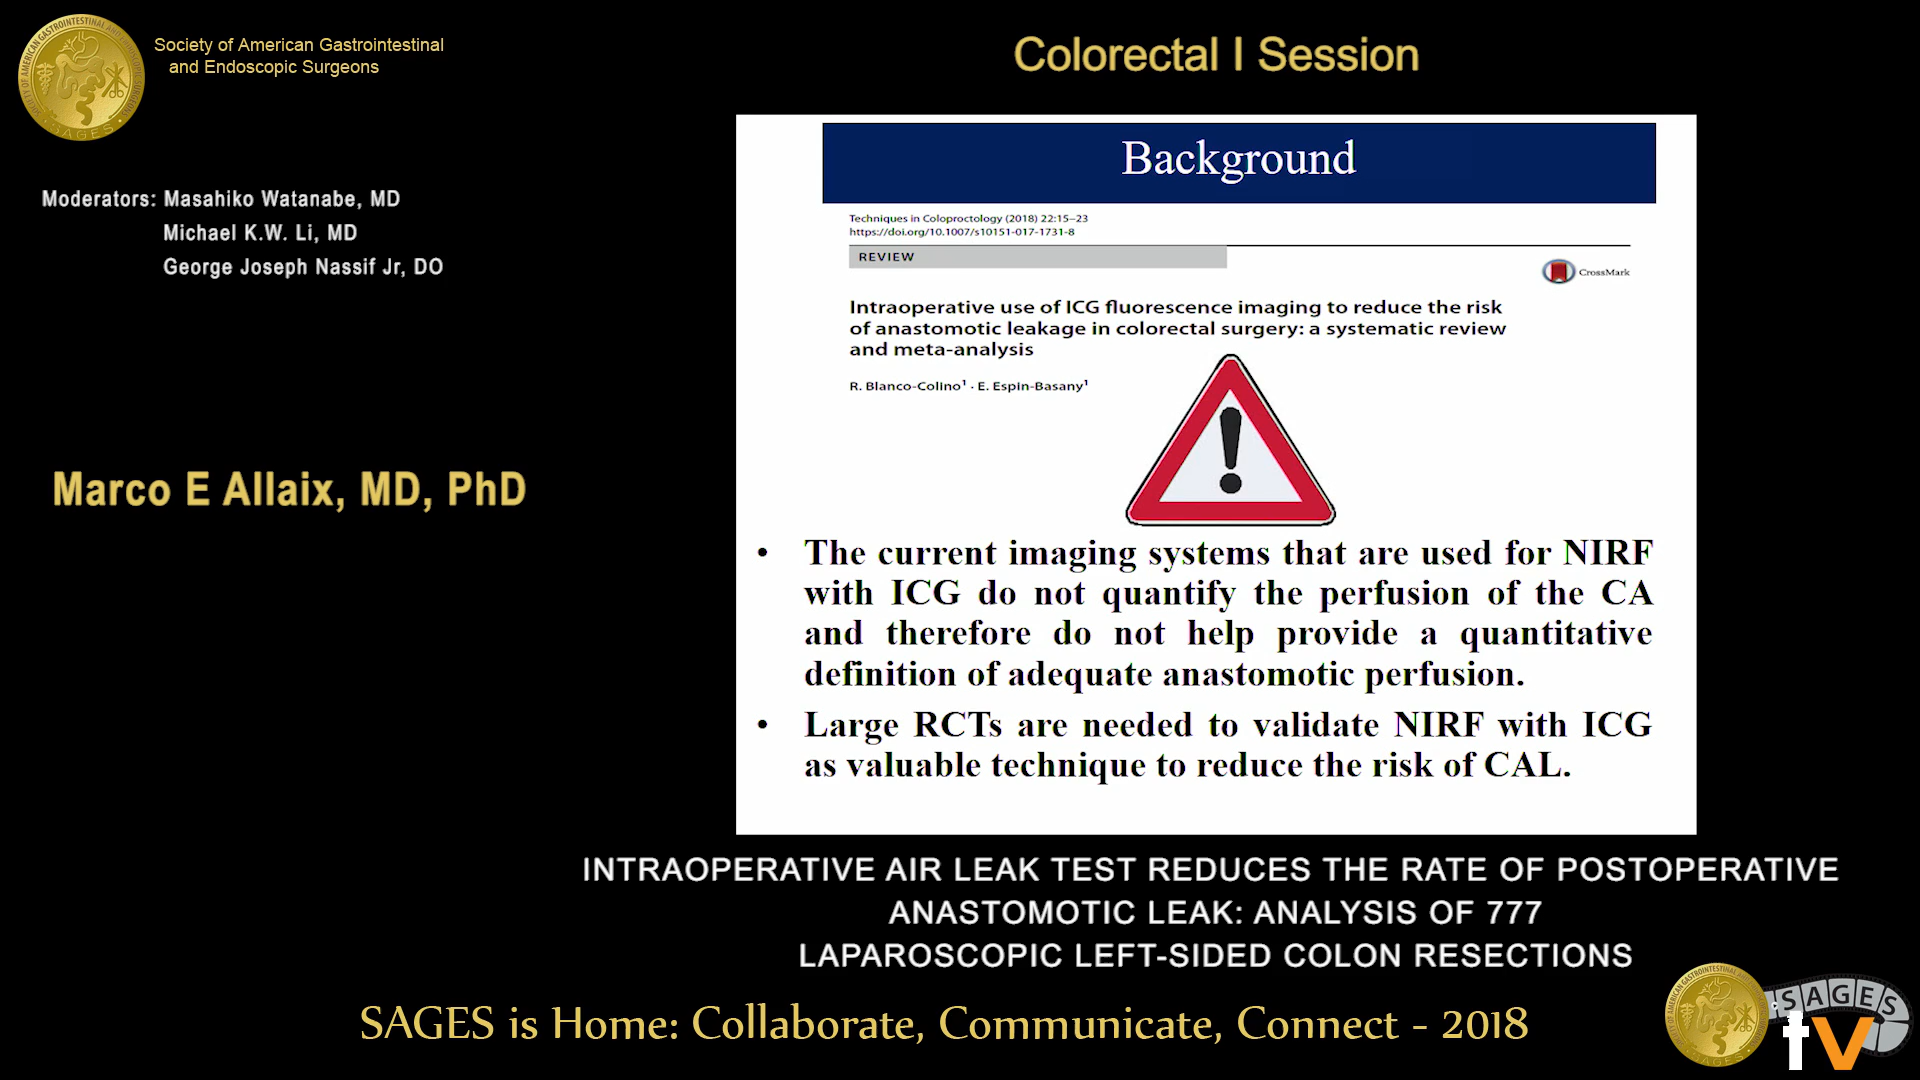 Society of American Gastrointestinal
and Endoscopic Surgeons
Colorectal I Session
Moderators: Masahiko Watanabe, MD
Michael K.W. Li, MD
George Joseph Nassif Jr, DO
Marco E Allaix, MD, PhD
Background
Techniques in Coloproctology (2018) 22:15–23
https://doi.org/10.1007/s10151-017-1731-8
REVIEW
CrossMark
Intraoperative use of ICG fluorescence imaging to reduce the risk
of anastomotic leakage in colorectal surgery: a systematic review
and meta-analysis
R. Blanco-Colino¹ · E. Espin-Basany¹
• The current imaging systems that are used for NIRF
with ICG do not quantify the perfusion of the CA
and therefore do not help provide a quantitative
definition of adequate anastomotic perfusion.
• Large RCTs are needed to validate NIRF with ICG
as valuable technique to reduce the risk of CAL.
INTRAOPERATIVE AIR LEAK TEST REDUCES THE RATE OF POSTOPERATIVE
ANASTOMOTIC LEAK: ANALYSIS OF 777
LAPAROSCOPIC LEFT-SIDED COLON RESECTIONS
SAGES is Home: Collaborate, Communicate, Connect - 2018
SAGES
tv